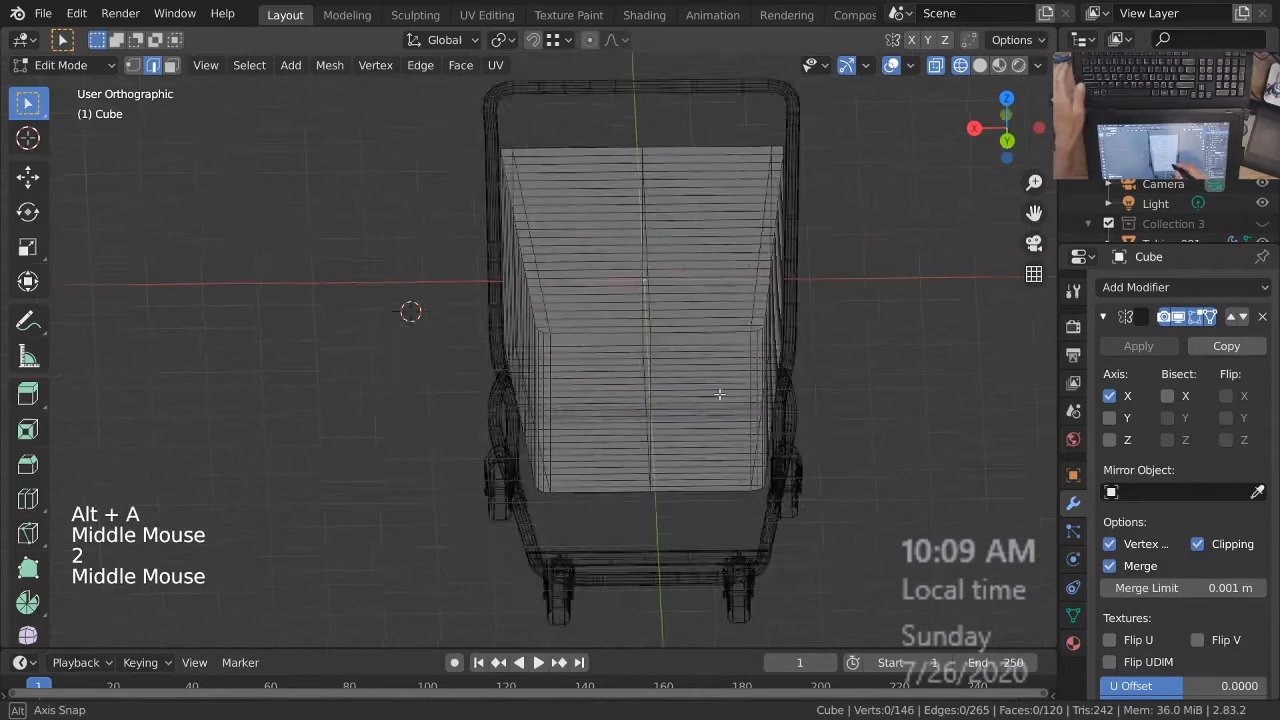 File Edit Render Window Help Layout Modeling Sculpting UV Editing Texture Paint Shading Animation Rendering Compos Scene View Layer
Global X Y Z Options
Edit Mode View Select Add Mesh Vertex Edge Face UV
User Orthographic
(1) Cube
Z
X
Y
Camera
Light
Collection 3
Cube
Add Modifier
Apply Copy
Axis: Bisect: Flip:
X X X
Y Y Y
Z Z Z
Mirror Object:
Options:
Vertex ... Clipping
Merge
Merge Limit 0.001 m
Textures:
Flip U Flip V
Flip UDIM
U Offset 0.0000
Alt + A
Middle Mouse
2
Middle Mouse
10:09 AM
Local time
Sunday
7/26/2020
Playback Keying View Marker 1 Start 1 End 250
1 20 60 80 100 120 140 160 180 200 220 240
Alt Axis Snap Cube | Verts:0/146 | Edges:0/265 | Faces:0/120 | Tris:242 | Mem: 36.0 MiB | 2.83.2